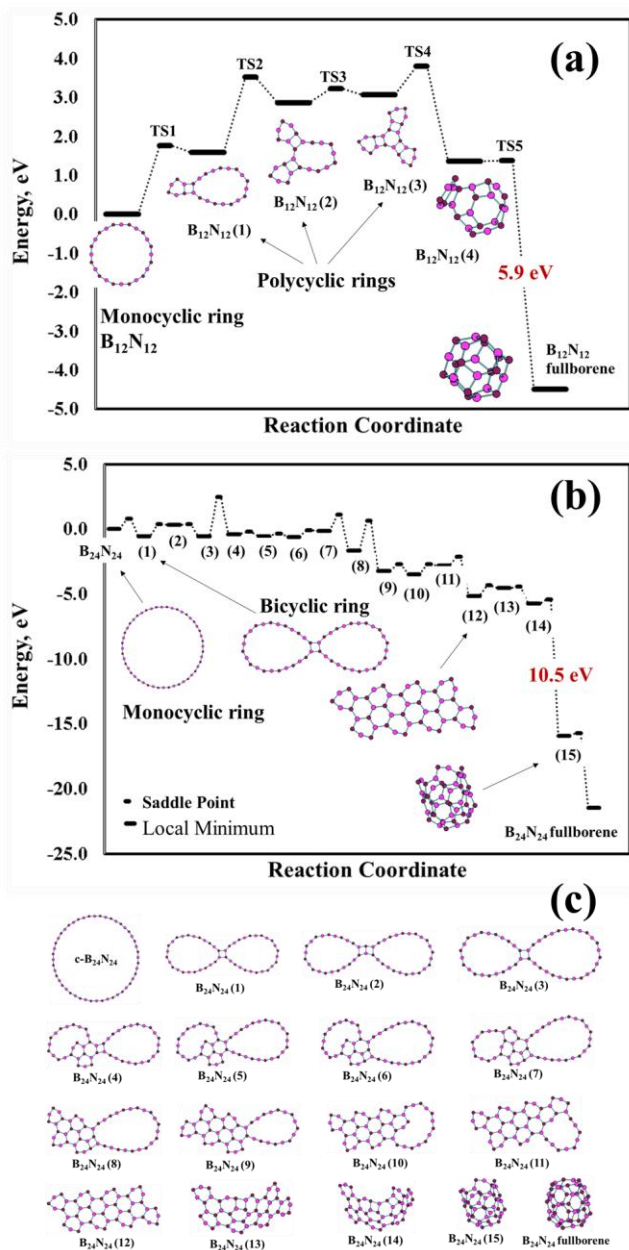 (a)
5.0
4.0
3.0
2.0
1.0
0.0
-1.0
-2.0
-3.0
-4.0
-5.0
Energy, eV
TS1
TS2
TS3
TS4
TS5
B₁₂N₁₂ (1)
B₁₂N₁₂ (2)
B₁₂N₁₂ (3)
B₁₂N₁₂ (4)
Polycyclic rings
Monocyclic ring
B₁₂N₁₂
5.9 eV
B₁₂N₁₂
fullborene
Reaction Coordinate
(b)
5.0
0.0
-5.0
-10.0
-15.0
-20.0
-25.0
Energy, eV
B₂₄N₂₄
(1)
(2)
(3)
(4)
(5)
(6)
(7)
(8)
(9)
(10)
(11)
(12)
(13)
(14)
Bicyclic ring
Monocyclic ring
10.5 eV
(15)
B₂₄N₂₄ fullborene
Saddle Point
Local Minimum
Reaction Coordinate
(c)
c-B₂₄N₂₄
B₂₄N₂₄ (1)
B₂₄N₂₄ (2)
B₂₄N₂₄ (3)
B₂₄N₂₄ (4)
B₂₄N₂₄ (5)
B₂₄N₂₄ (6)
B₂₄N₂₄ (7)
B₂₄N₂₄ (8)
B₂₄N₂₄ (9)
B₂₄N₂₄ (10)
B₂₄N₂₄ (11)
B₂₄N₂₄ (12)
B₂₄N₂₄ (13)
B₂₄N₂₄ (14)
B₂₄N₂₄ (15)
B₂₄N₂₄ fullborene